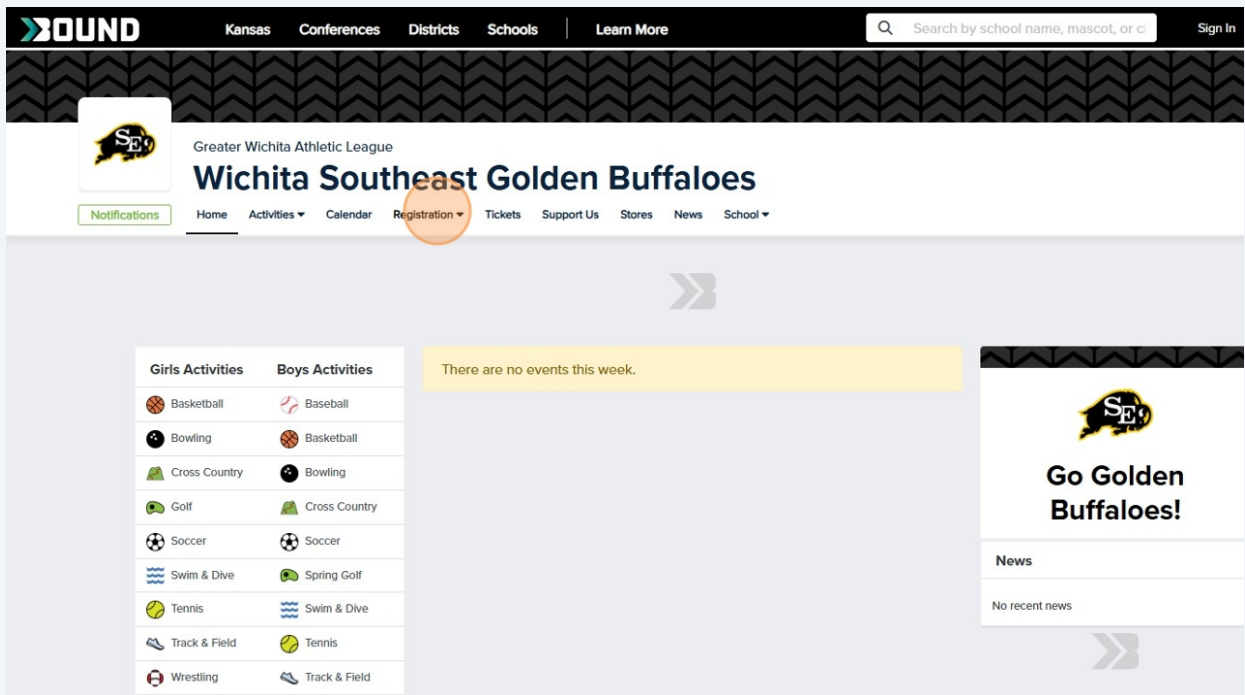 BOUND Kansas Conferences Districts Schools Learn More Search by school name, mascot, or ci Sign In
SE
Greater Wichita Athletic League
Wichita Southeast Golden Buffaloes
Notifications Home Activities Calendar Registration Tickets Support Us Stores News School
Girls Activities Boys Activities
There are no events this week.
Basketball Baseball
Bowling Basketball
Cross Country Bowling
Golf Cross Country
Soccer Soccer
Swim & Dive Spring Golf
Tennis Swim & Dive
Track & Field Tennis
Wrestling Track & Field
SE
Go Golden
Buffaloes!
News
No recent news